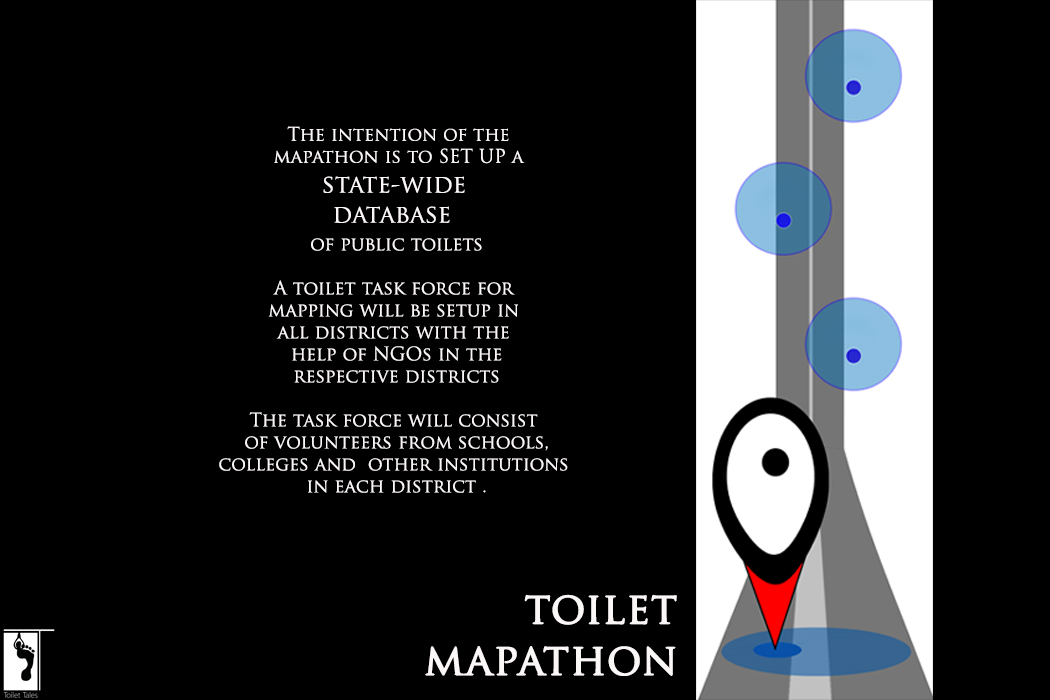 The intention of the
mapathon is to SET UP a
STATE-WIDE
DATABASE
of public toilets
A toilet task force for
mapping will be setup in
all districts with the
help of NGOs in the
respective districts
The task force will consist
of volunteers from schools,
colleges and  other institutions
in each district .
TOILET
MAPATHON
Toilet Tales